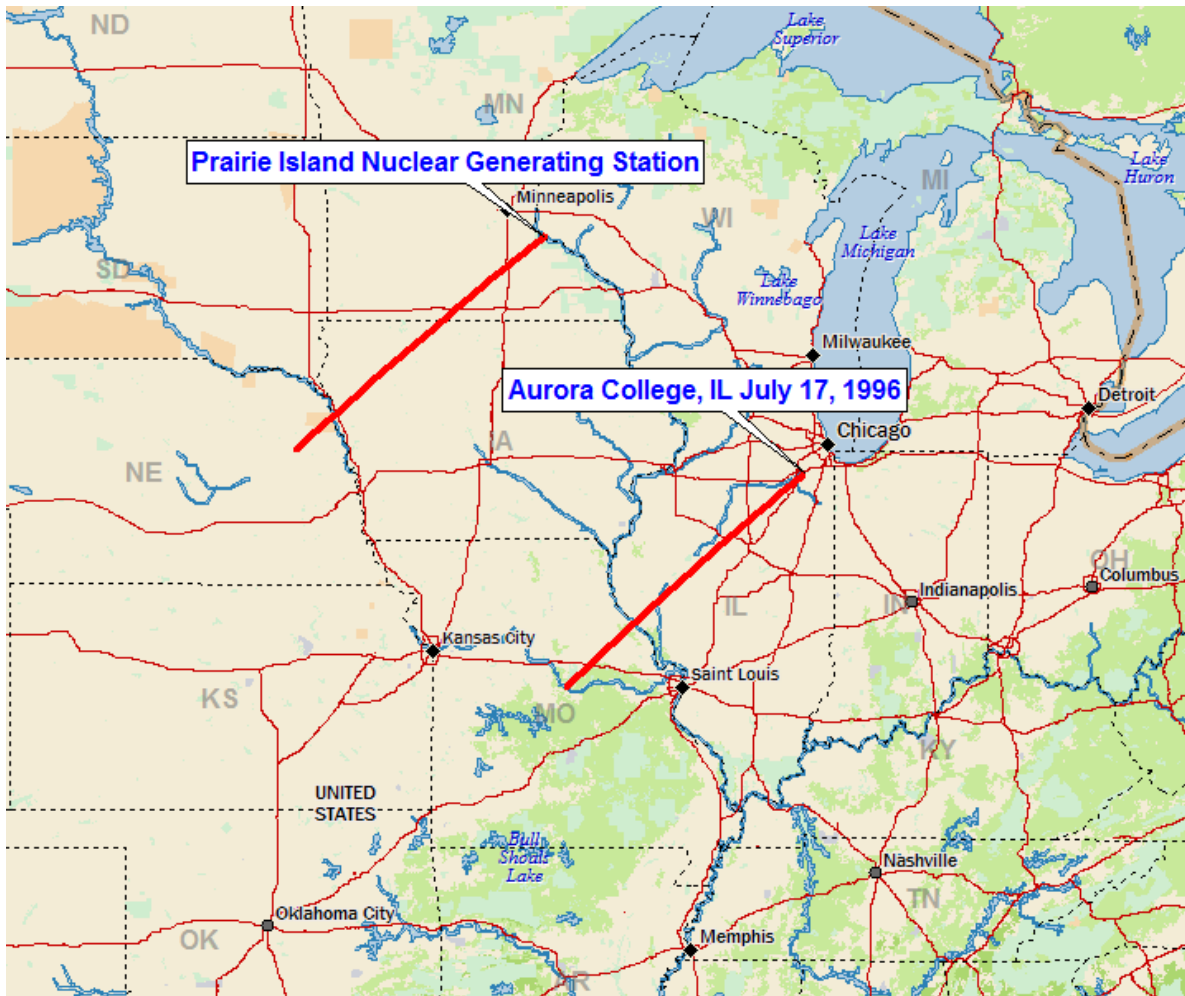 ND
Lake
Superior
MN
Prairie Island Nuclear Generating Station
Lake
Huron
Minneapolis
MI
WI
Lake
Michigan
SD
Lake
Winnebago
Milwaukee
Aurora College, IL July 17, 1996
Detroit
Chicago
IA
NE
OH
Columbus
Indianapolis
IN
IL
Kansas City
Saint Louis
KS
MO
KY
UNITED
STATES
Bull
Shoals
Lake
Nashville
TN
Oklahoma City
OK
Memphis
AR